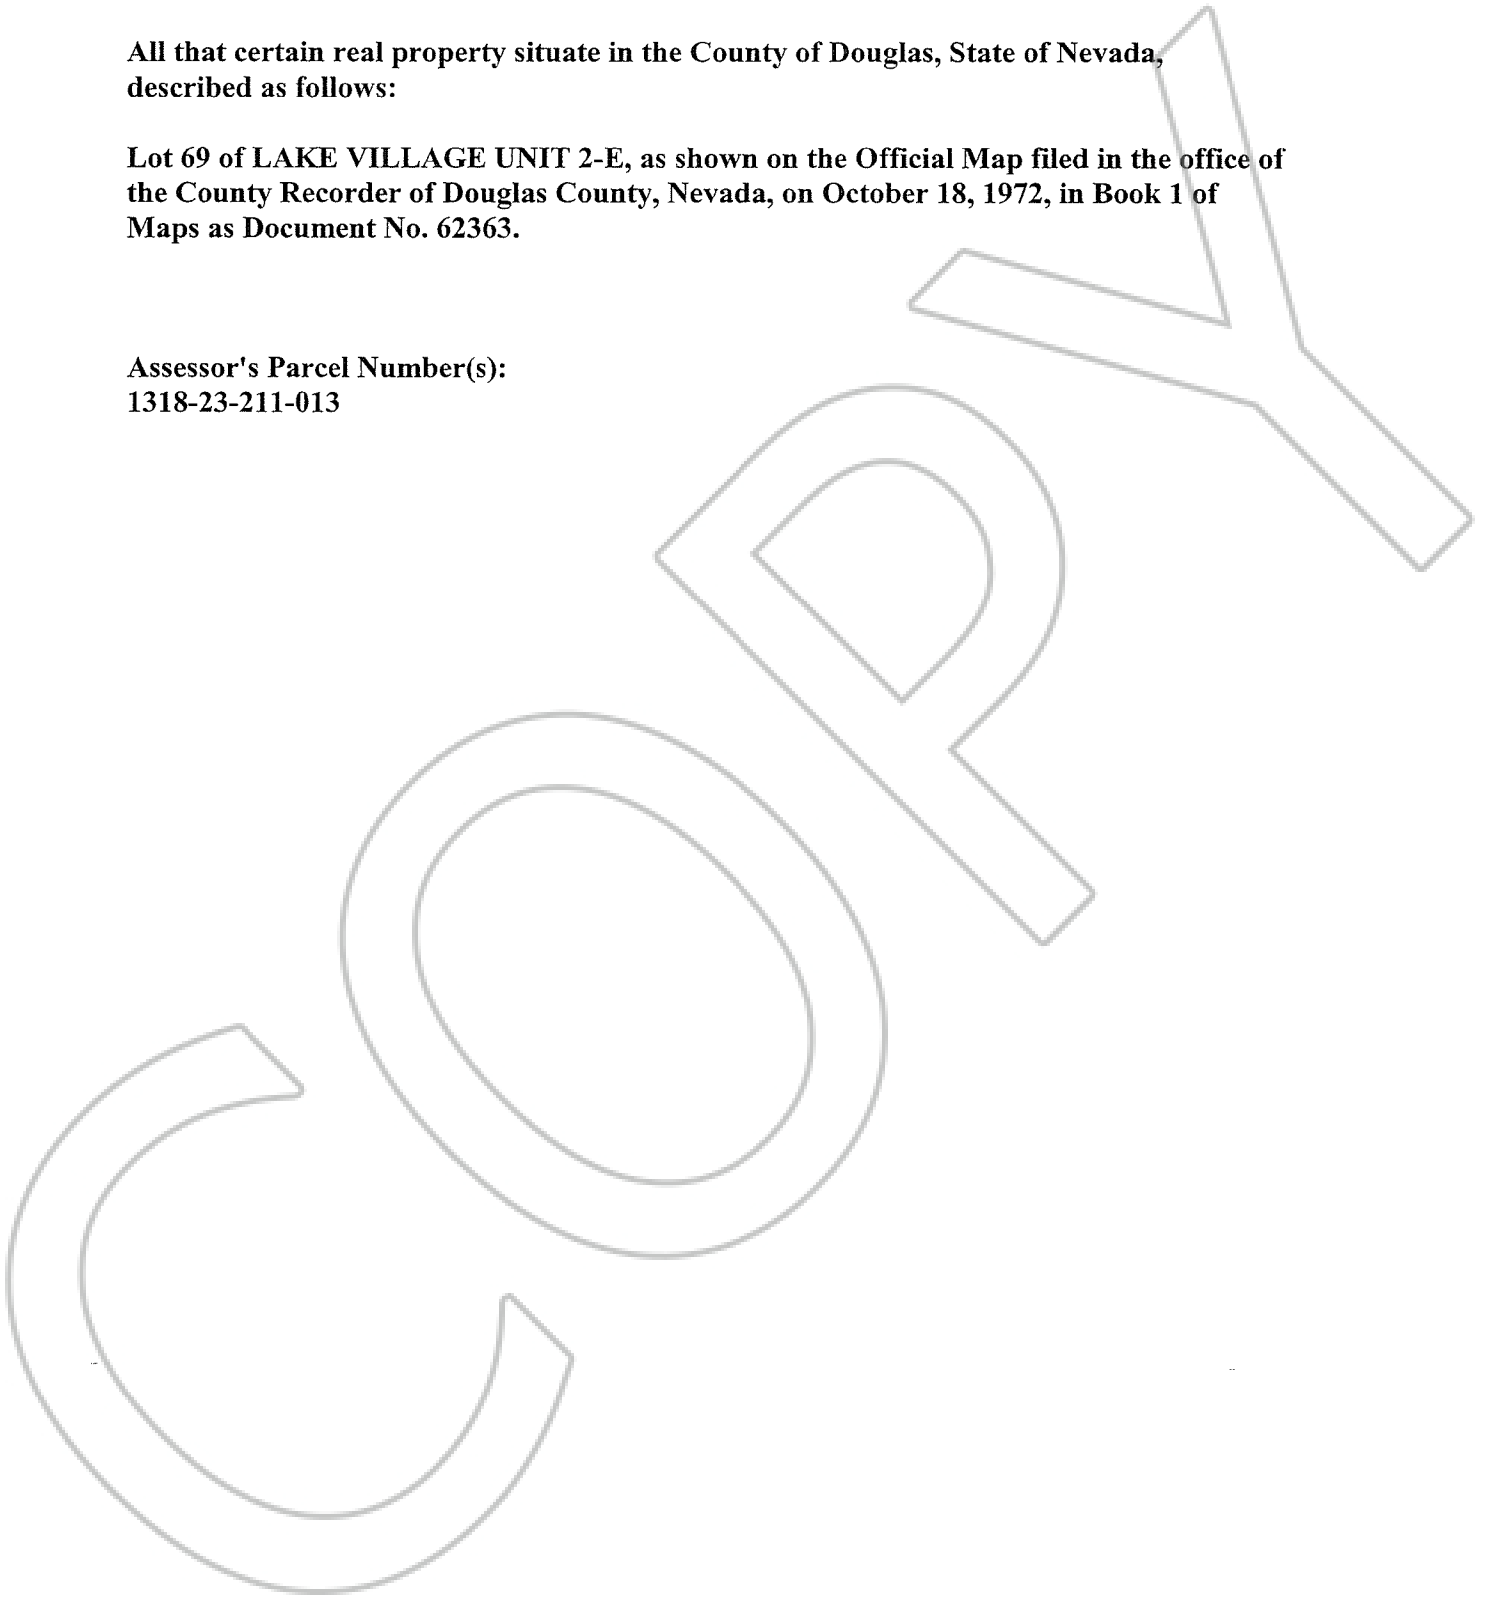 All that certain real property situate in the County of Douglas, State of Nevada,
described as follows:
Lot 69 of LAKE VILLAGE UNIT 2-E, as shown on the Official Map filed in the office of
the County Recorder of Douglas County, Nevada, on October 18, 1972, in Book 1 of
Maps as Document No. 62363.
Assessor's Parcel Number(s):
1318-23-211-013
COPY